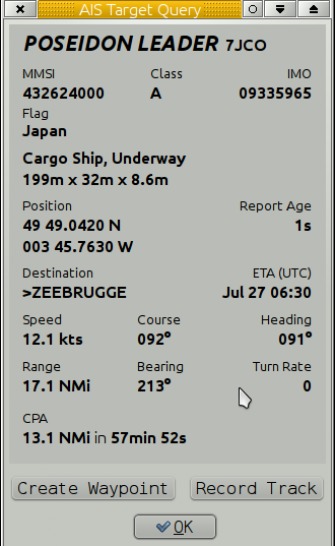 AIS Target Query
POSEIDON LEADER 7JCO
MMSI Class IMO
432624000 A 09335965
Flag
Japan
Cargo Ship, Underway
199m x 32m x 8.6m
Position Report Age
49 49.0420 N 1s
003 45.7630 W
Destination ETA (UTC)
>ZEEBRUGGE Jul 27 06:30
Speed Course Heading
12.1 kts 092° 091°
Range Bearing Turn Rate
17.1 NMi 213° 0
CPA
13.1 NMi in 57min 52s
Create Waypoint Record Track
OK